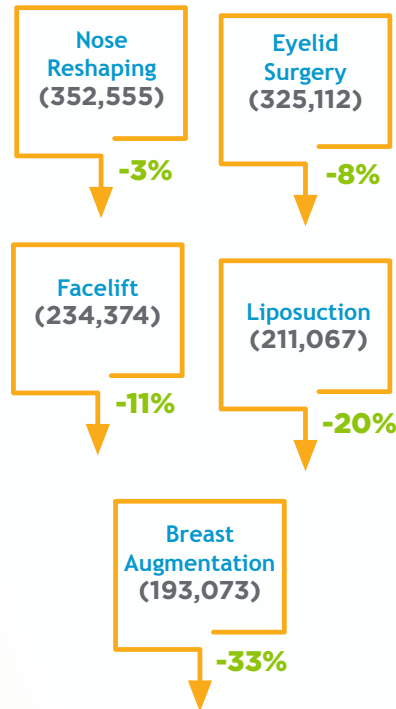 Nose
Reshaping
(352,555)
-3%
Eyelid
Surgery
(325,112)
-8%
Facelift
(234,374)
-11%
Liposuction
(211,067)
-20%
Breast
Augmentation
(193,073)
-33%